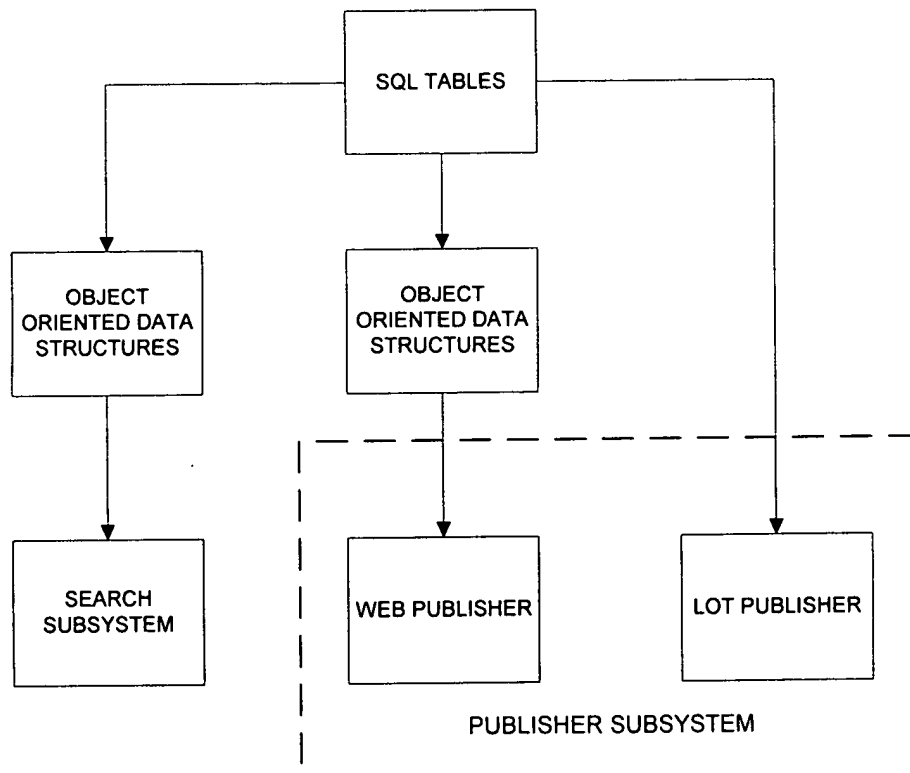 SQL TABLES
OBJECT
ORIENTED DATA
STRUCTURES
OBJECT
ORIENTED DATA
STRUCTURES
SEARCH
SUBSYSTEM
WEB PUBLISHER
LOT PUBLISHER
PUBLISHER SUBSYSTEM